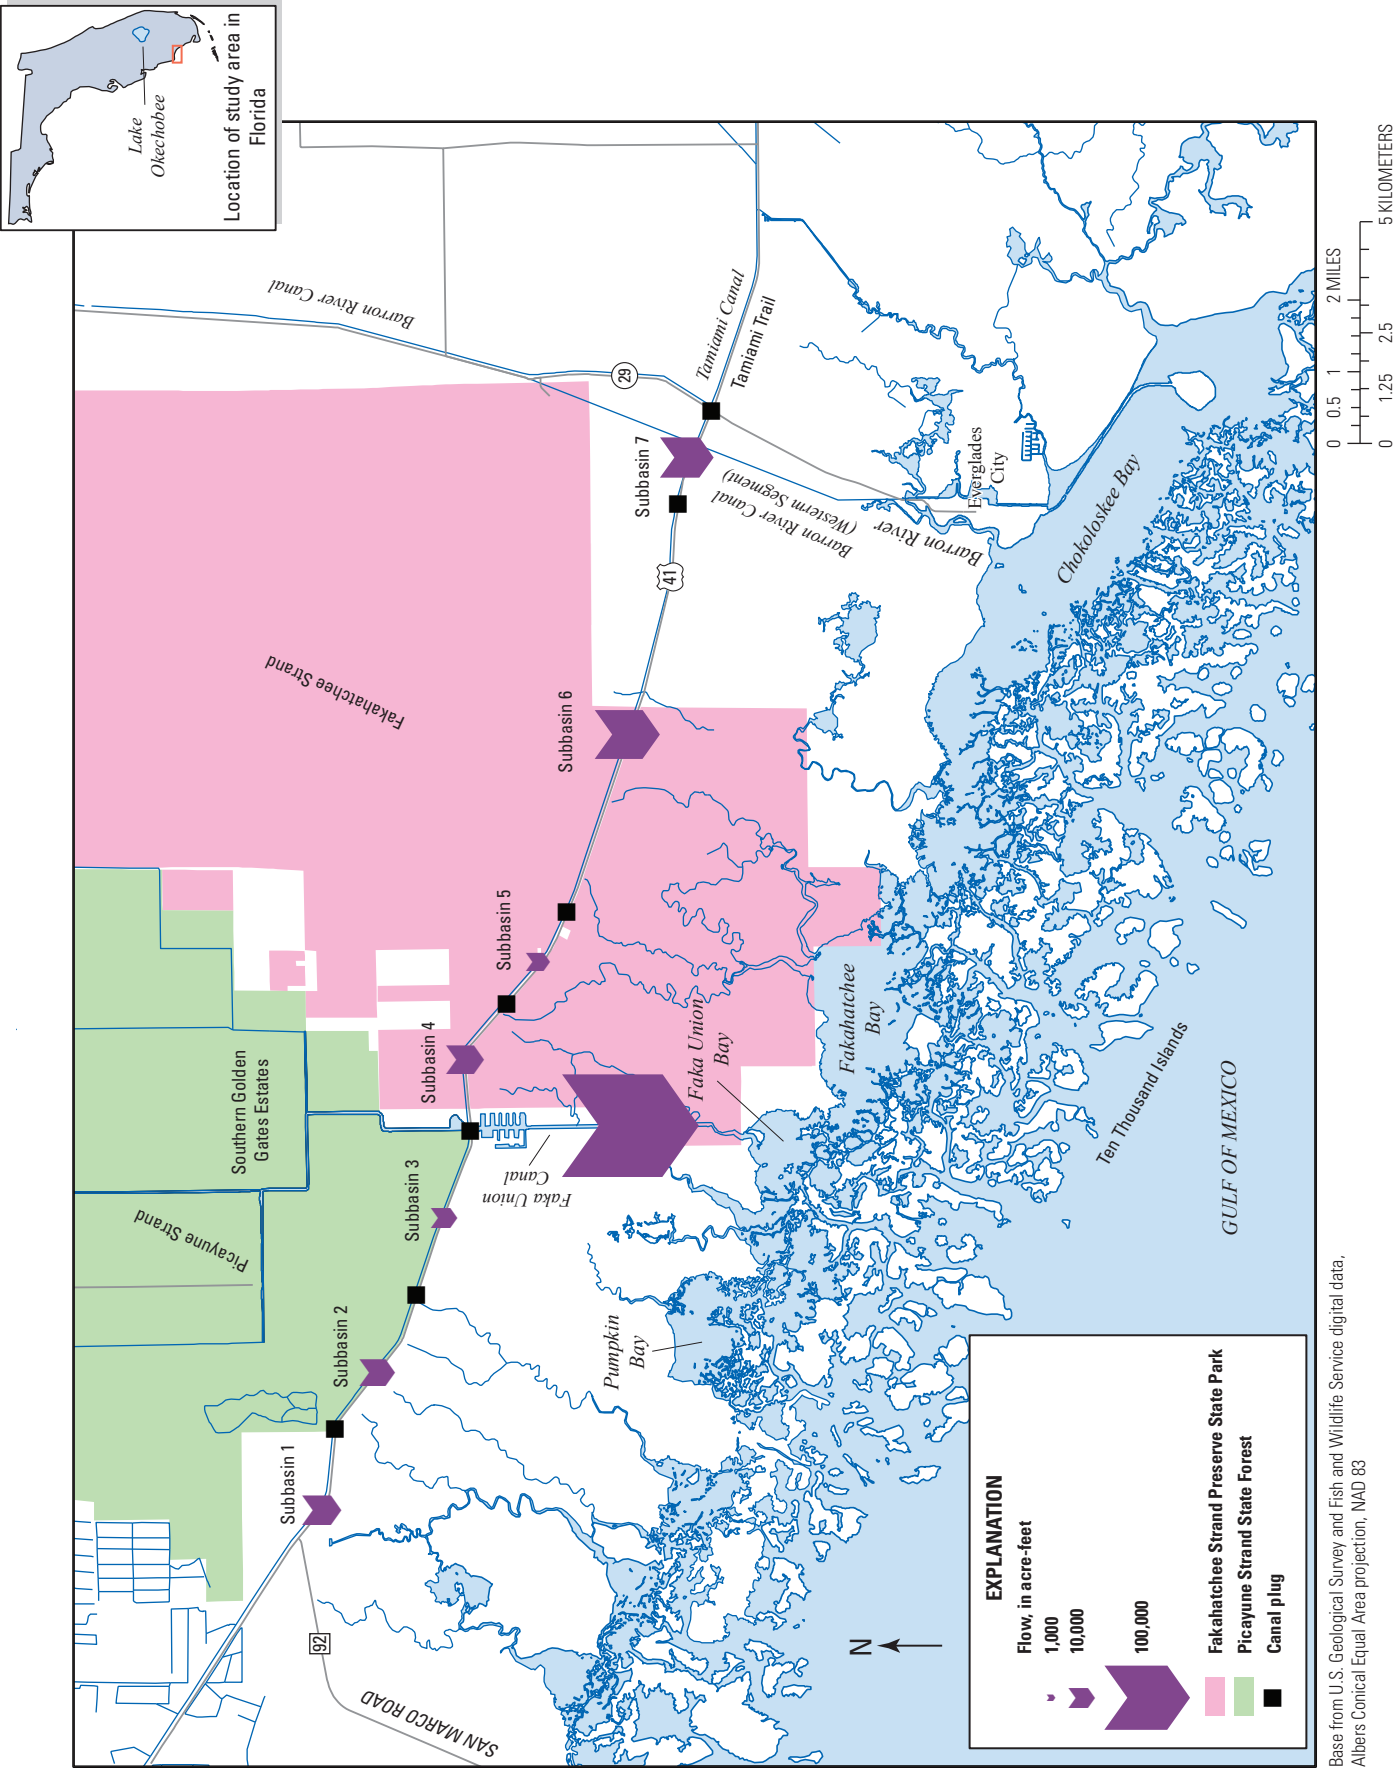 Lake
Okechobee
Location of study area in
Florida
Barron River Canal
Fakahatchee Strand
Southern Golden
Gates Estates
Picayune Strand
Subbasin 1
Subbasin 2
Subbasin 3
Subbasin 4
Subbasin 5
Subbasin 6
Subbasin 7
29
41
92
Tamiami Canal
Tamiami Trail
Barron River Canal
(Western Segment)
Barron River
Everglades
City
Chokoloskee Bay
Faka Union
Canal
Faka Union
Bay
Fakahatchee
Bay
Pumpkin
Bay
SAN MARCO ROAD
Ten Thousand Islands
GULF OF MEXICO
N
EXPLANATION
Flow, in acre-feet
1,000
10,000
100,000
Fakahatchee Strand Preserve State Park
Picayune Strand State Forest
Canal plug
0 0.5 1 2 MILES
0 1.25 2.5 5 KILOMETERS
Base from U.S. Geological Survey and Fish and Wildlife Service digital data,
Albers Conical Equal Area projection, NAD 83